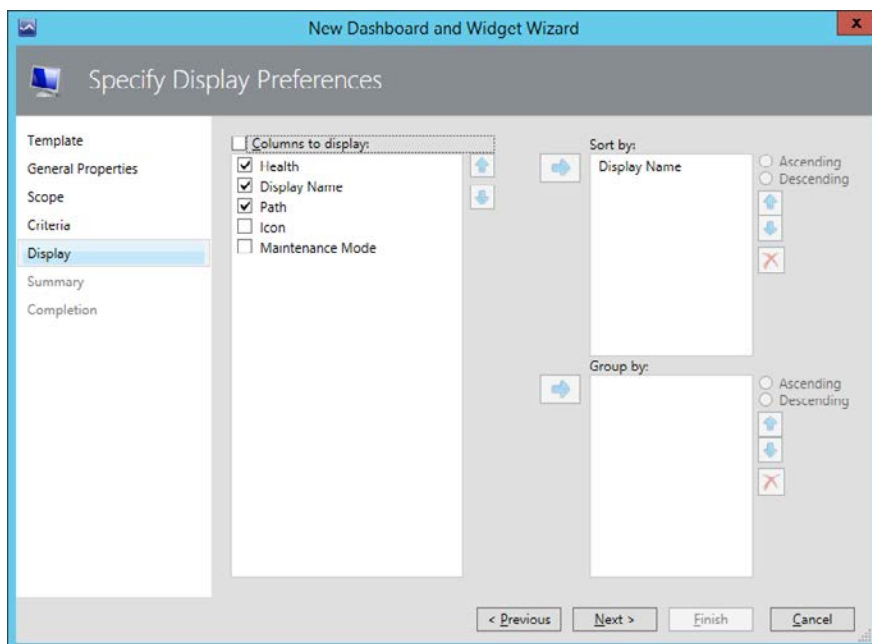 New Dashboard and Widget Wizard
x
Specify Display Preferences
Template
General Properties
Scope
Criteria
Display
Summary
Completion
Columns to display:
Health
Display Name
Path
Icon
Maintenance Mode
Sort by:
Display Name
Ascending
Descending
Group by:
Ascending
Descending
< Previous
Next >
Finish
Cancel